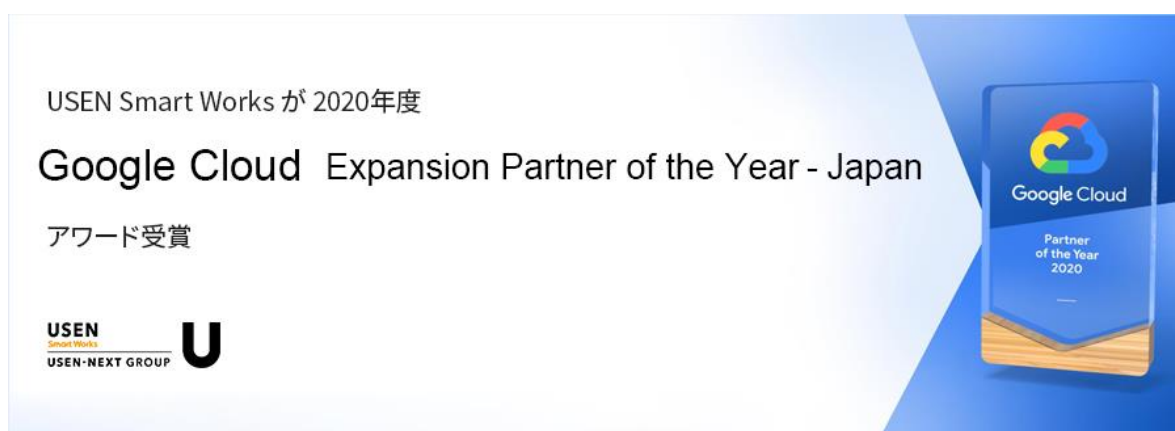 USEN Smart Works が 2020年度
Google Cloud Expansion Partner of the Year - Japan
アワード受賞
USEN
Smart Works
USEN-NEXT GROUP
U
Google Cloud
Partner
of the Year
2020